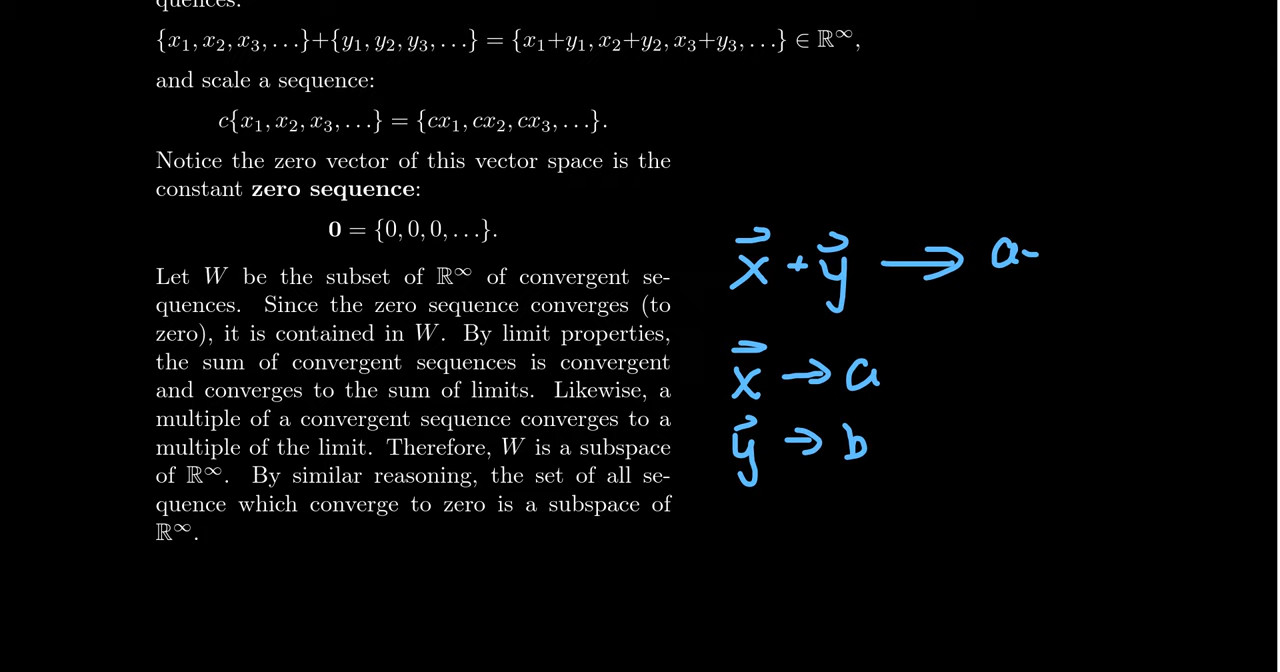 quences:
{x₁, x₂, x₃, …}+{y₁, y₂, y₃, …} = {x₁+y₁, x₂+y₂, x₃+y₃, …} ∈ ℝ^∞,
and scale a sequence:
c{x₁, x₂, x₃, …} = {cx₁, cx₂, cx₃, …}.
Notice the zero vector of this vector space is the
constant zero sequence:
0 = {0, 0, 0, …}.
Let W be the subset of ℝ^∞ of convergent se-
quences. Since the zero sequence converges (to
zero), it is contained in W. By limit properties,
the sum of convergent sequences is convergent
and converges to the sum of limits. Likewise, a
multiple of a convergent sequence converges to a
multiple of the limit. Therefore, W is a subspace
of ℝ^∞. By similar reasoning, the set of all se-
quence which converge to zero is a subspace of
ℝ^∞.
x⃗ + y⃗ ⟶ a-
x⃗ → a
y⃗ → b